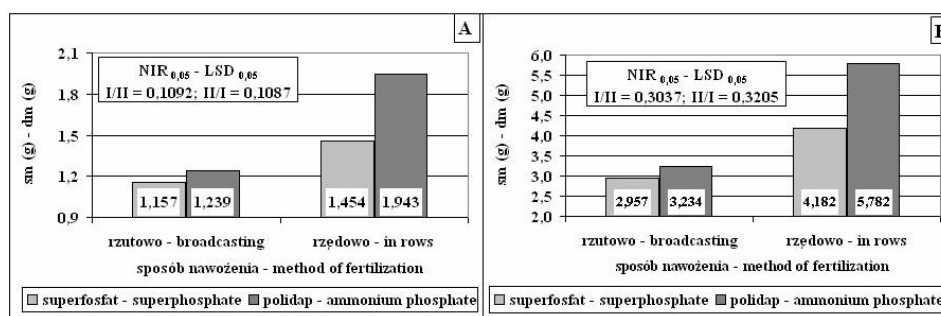 A
2,1
1,8
1,5
1,2
0,9
sm (g) - dm (g)
NIR 0,05 - LSD 0,05
I/II = 0,1092; II/I = 0,1087
1,157 1,239 1,454 1,943
rzutowo - broadcasting rzędowo - in rows
sposób nawożenia - method of fertilization
superfosfat - superphosphate polidap - ammonium phosphate
6,0
5,5
5,0
4,5
4,0
3,5
3,0
2,5
2,0
sm (g) - dm (g)
NIR 0,05 - LSD 0,05
I/II = 0,3037; II/I = 0,3205
2,957 3,234 4,182 5,782
rzutowo - broadcasting rzędowo - in rows
sposób nawożenia - method of fertilization
superfosfat - superphosphate polidap - ammonium phosphate